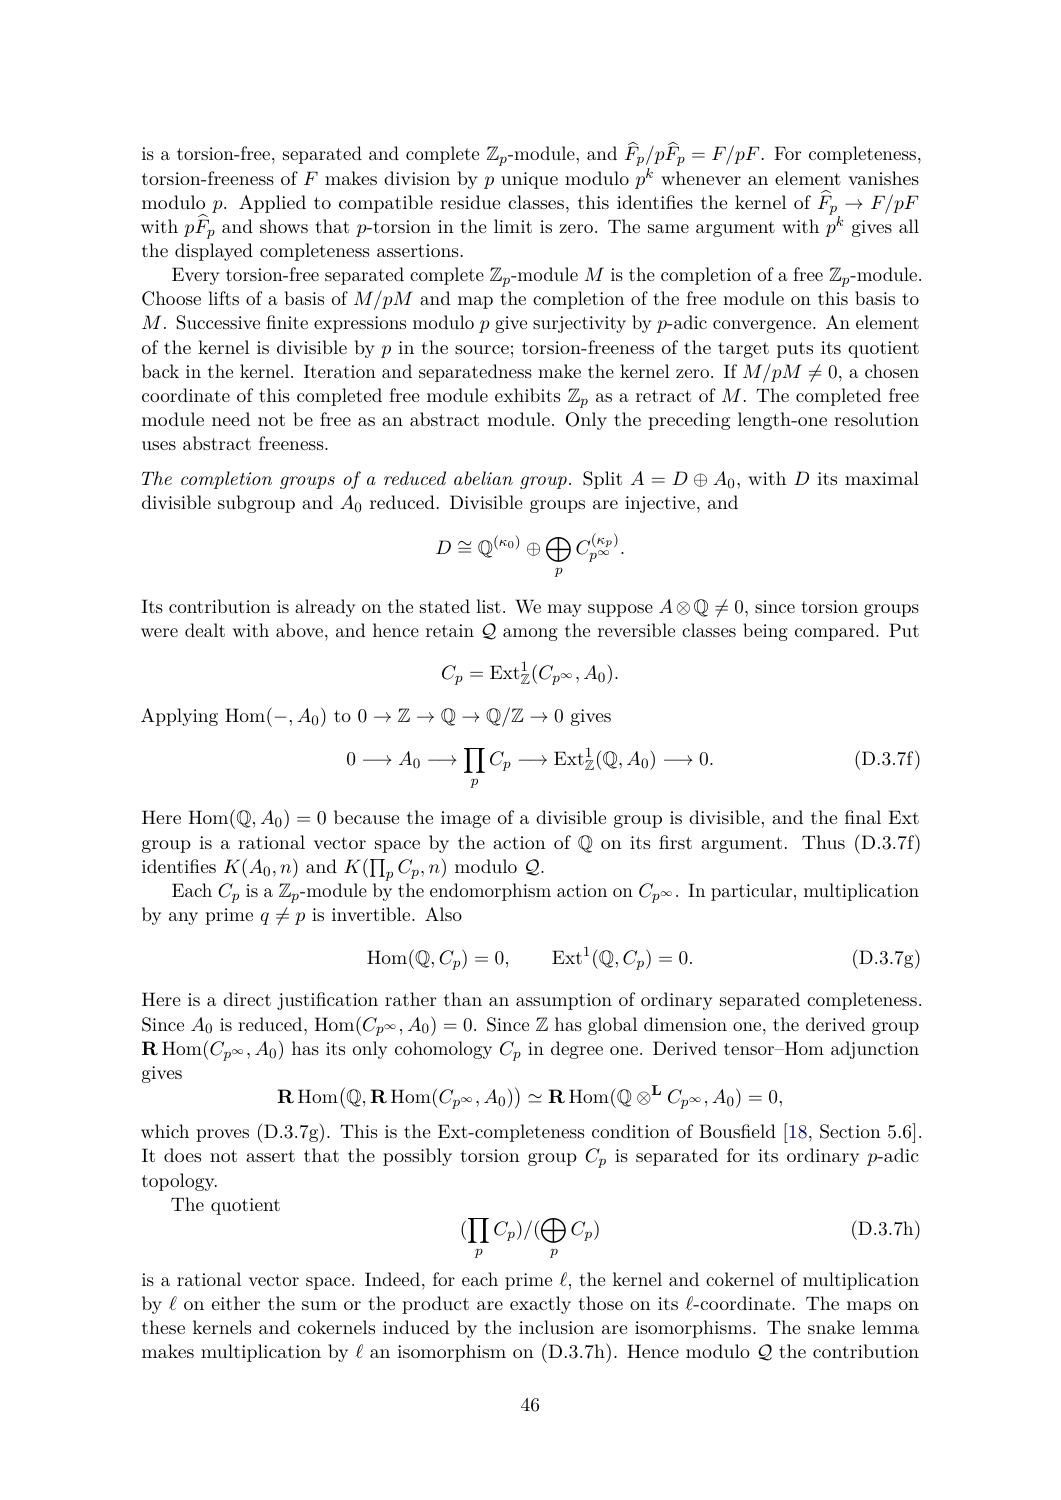 is a torsion-free, separated and complete ℤ_p-module, and F̂_p/pF̂_p = F/pF. For completeness,
torsion-freeness of F makes division by p unique modulo p^k whenever an element vanishes
modulo p. Applied to compatible residue classes, this identifies the kernel of F̂_p → F/pF
with pF̂_p and shows that p-torsion in the limit is zero. The same argument with p^k gives all
the displayed completeness assertions.
Every torsion-free separated complete ℤ_p-module M is the completion of a free ℤ_p-module.
Choose lifts of a basis of M/pM and map the completion of the free module on this basis to
M. Successive finite expressions modulo p give surjectivity by p-adic convergence. An element
of the kernel is divisible by p in the source; torsion-freeness of the target puts its quotient
back in the kernel. Iteration and separatedness make the kernel zero. If M/pM ≠ 0, a chosen
coordinate of this completed free module exhibits ℤ_p as a retract of M. The completed free
module need not be free as an abstract module. Only the preceding length-one resolution
uses abstract freeness.
The completion groups of a reduced abelian group. Split A = D ⊕ A_0, with D its maximal
divisible subgroup and A_0 reduced. Divisible groups are injective, and
D ≅ ℚ^(κ_0) ⊕ ⨁_p C_{p^∞}^{(κ_p)}.
Its contribution is already on the stated list. We may suppose A ⊗ ℚ ≠ 0, since torsion groups
were dealt with above, and hence retain 𝒬 among the reversible classes being compared. Put
C_p = Ext^1_ℤ(C_{p^∞}, A_0).
Applying Hom(−, A_0) to 0 → ℤ → ℚ → ℚ/ℤ → 0 gives
0 ⟶ A_0 ⟶ ∏_p C_p ⟶ Ext^1_ℤ(ℚ, A_0) ⟶ 0. (D.3.7f)
Here Hom(ℚ, A_0) = 0 because the image of a divisible group is divisible, and the final Ext
group is a rational vector space by the action of ℚ on its first argument. Thus (D.3.7f)
identifies K(A_0, n) and K(∏_p C_p, n) modulo 𝒬.
Each C_p is a ℤ_p-module by the endomorphism action on C_{p^∞}. In particular, multiplication
by any prime q ≠ p is invertible. Also
Hom(ℚ, C_p) = 0, Ext^1(ℚ, C_p) = 0. (D.3.7g)
Here is a direct justification rather than an assumption of ordinary separated completeness.
Since A_0 is reduced, Hom(C_{p^∞}, A_0) = 0. Since ℤ has global dimension one, the derived group
R Hom(C_{p^∞}, A_0) has its only cohomology C_p in degree one. Derived tensor–Hom adjunction
gives
R Hom(ℚ, R Hom(C_{p^∞}, A_0)) ≃ R Hom(ℚ ⊗^L C_{p^∞}, A_0) = 0,
which proves (D.3.7g). This is the Ext-completeness condition of Bousfield [18, Section 5.6].
It does not assert that the possibly torsion group C_p is separated for its ordinary p-adic
topology.
The quotient
(∏_p C_p)/(⨁_p C_p) (D.3.7h)
is a rational vector space. Indeed, for each prime ℓ, the kernel and cokernel of multiplication
by ℓ on either the sum or the product are exactly those on its ℓ-coordinate. The maps on
these kernels and cokernels induced by the inclusion are isomorphisms. The snake lemma
makes multiplication by ℓ an isomorphism on (D.3.7h). Hence modulo 𝒬 the contribution
46